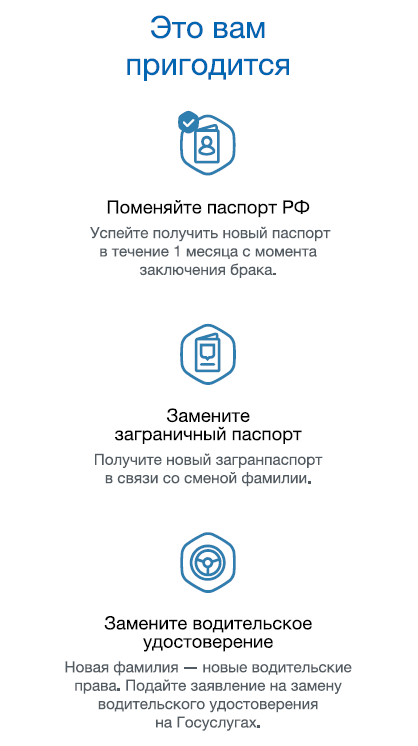 Это вам
пригодится
Поменяйте паспорт РФ
Успейте получить новый паспорт
в течение 1 месяца с момента
заключения брака.
Замените
заграничный паспорт
Получите новый загранпаспорт
в связи со сменой фамилии.
Замените водительское
удостоверение
Новая фамилия — новые водительские
права. Подайте заявление на замену
водительского удостоверения
на Госуслугах.